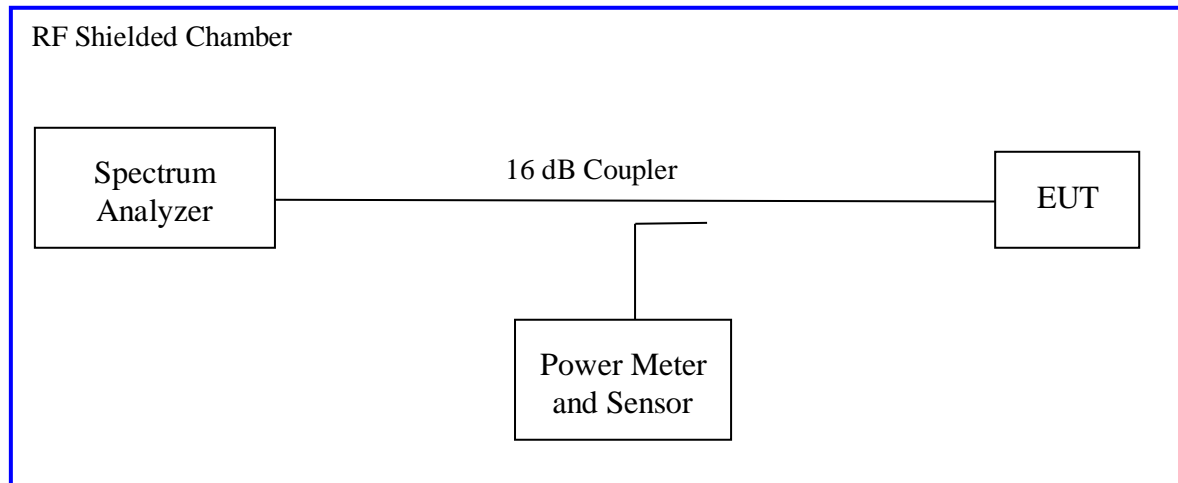 RF Shielded Chamber
Spectrum
Analyzer
16 dB Coupler
EUT
Power Meter
and Sensor